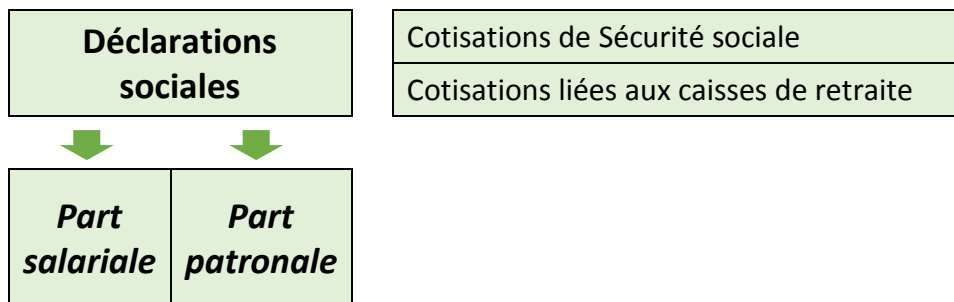 Déclarations
sociales
Cotisations de Sécurité sociale
Cotisations liées aux caisses de retraite
Part
salariale
Part
patronale